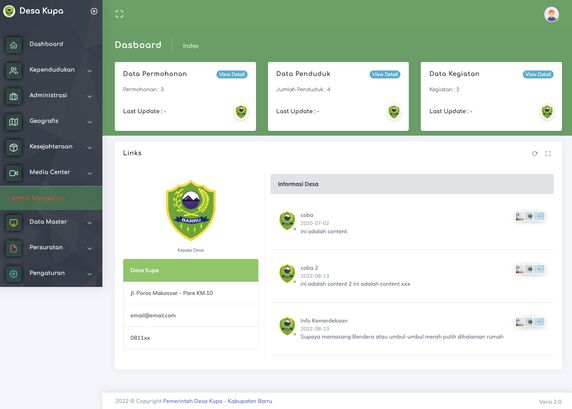 Desa Kupa
Dashboard
Kependudukan
Administrasi
Geografis
Kesejahteraan
Media Center
Admin Navigation
Data Master
Persuratan
Pengaturan
Dasboard
Index
Data Permohonan
View Detail
Permohonan : 3
Last Update : -
Data Penduduk
View Detail
Jumlah Penduduk : 4
Last Update : -
Data Kegiatan
View Detail
Kegiatan : 2
Last Update : -
Links
BARRU
Kepala Desa
Desa Kupa
Jl. Poros Makassar - Pare KM.10
email@email.com
0811xx
Informasi Desa
coba
2020-07-02
ini adalah content
coba 2
2022-08-13
ini adalah content 2 ini adalah content xxx
Info Kemerdekaan
2022-08-13
Supaya memasang Bendera atau umbul-umbul merah putih dihalaman rumah
2022 © Copyright Pemerintah Desa Kupa - Kabupaten Barru
Versi 2.0